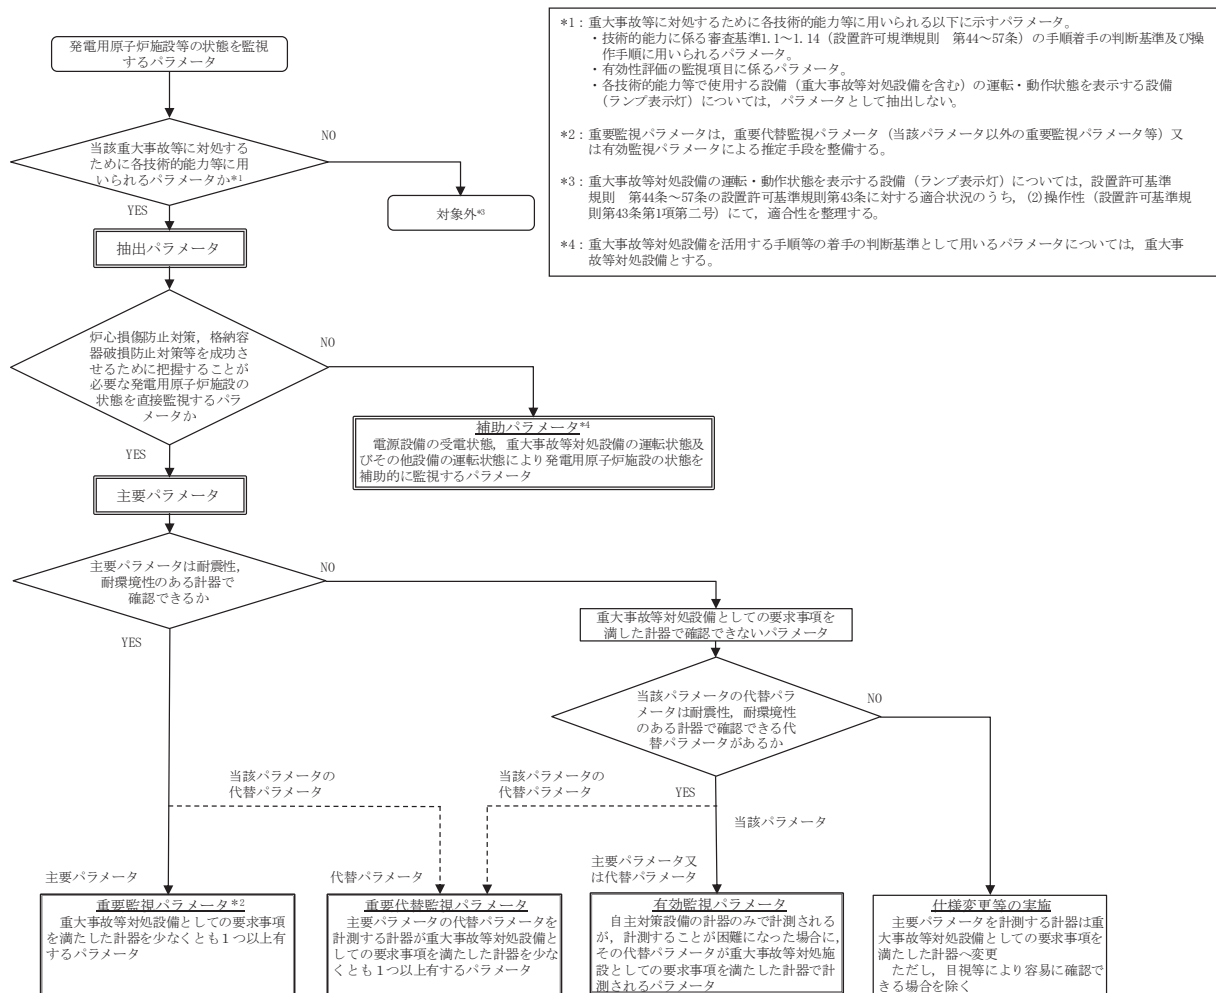 発電用原子炉施設等の状態を監視
するパラメータ
当該重大事故等に対処する
ために各技術的能力等に用
いられるパラメータか*1
NO
YES
対象外*3
抽出パラメータ
炉心損傷防止対策，格納容
器破損防止対策等を成功さ
せるために把握することが
必要な発電用原子炉施設の
状態を直接監視するパラ
メータか
NO
YES
補助パラメータ*4
電源設備の受電状態，重大事故等対処設備の運転状態及
びその他設備の運転状態により発電用原子炉施設の状態を
補助的に監視するパラメータ
主要パラメータ
主要パラメータは耐震性，
耐環境性のある計器で
確認できるか
NO
YES
重大事故等対処設備としての要求事項を
満した計器で確認できないパラメータ
当該パラメータの代替パラ
メータは耐震性，耐環境性
のある計器で確認できる代
替パラメータがあるか
NO
YES
当該パラメータの
代替パラメータ
当該パラメータの
代替パラメータ
当該パラメータ
主要パラメータ
代替パラメータ
主要パラメータ又
は代替パラメータ
重要監視パラメータ*2
重大事故等対処設備としての要求事項
を満たした計器を少なくとも１つ以上有
するパラメータ
重要代替監視パラメータ
主要パラメータの代替パラメータを
計測する計器が重大事故等対処設備と
しての要求事項を満たした計器を少な
くとも１つ以上有するパラメータ
有効監視パラメータ
自主対策設備の計器のみで計測される
が，計測することが困難になった場合に，
その代替パラメータが重大事故等対処施
設としての要求事項を満たした計器で計
測されるパラメータ
仕様変更等の実施
主要パラメータを計測する計器は重
大事故等対処設備としての要求事項を
満たした計器へ変更
ただし，目視等により容易に確認で
きる場合を除く
*1：重大事故等に対処するために各技術的能力等に用いられる以下に示すパラメータ。
・技術的能力に係る審査基準1.1～1.14（設置許可規準規則　第44～57条）の手順着手の判断基準及び操
作手順に用いられるパラメータ。
・有効性評価の監視項目に係るパラメータ。
・各技術的能力等で使用する設備（重大事故等対処設備を含む）の運転・動作状態を表示する設備
（ランプ表示灯）については，パラメータとして抽出しない。
*2：重要監視パラメータは，重要代替監視パラメータ（当該パラメータ以外の重要監視パラメータ等）又
は有効監視パラメータによる推定手段を整備する。
*3：重大事故等対処設備の運転・動作状態を表示する設備（ランプ表示灯）については，設置許可基準
規則　第44条～57条の設置許可基準規則第43条に対する適合状況のうち，(2)操作性（設置許可基準規
則第43条第1項第二号）にて，適合性を整理する。
*4：重大事故等対処設備を活用する手順等の着手の判断基準として用いるパラメータについては，重大事
故等対処設備とする。